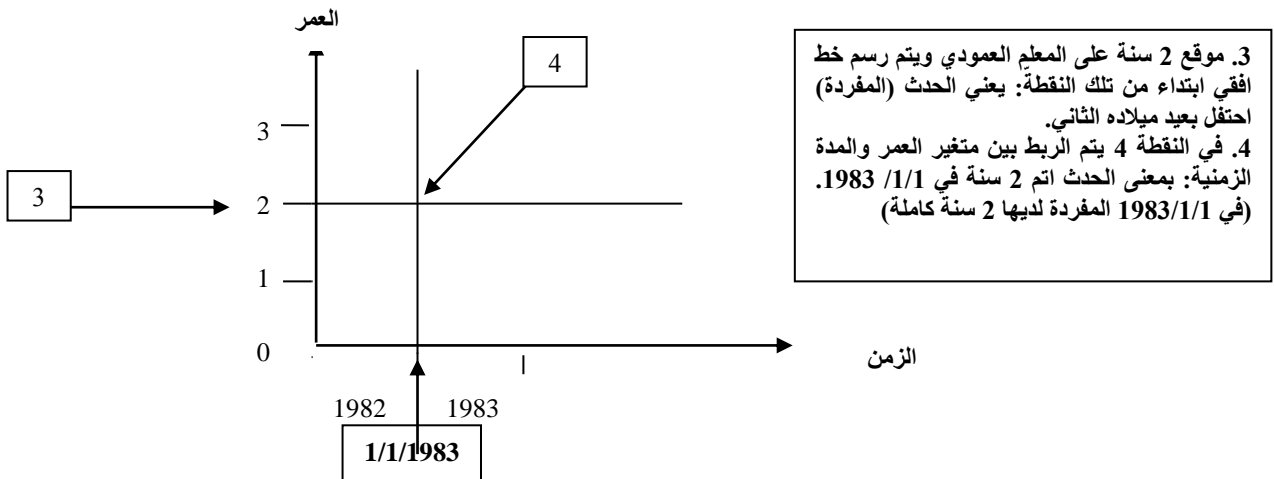 العمر
4
3
3
2
1
0
الزمن
1982
1983
1/1/1983
3. موقع 2 سنة على المعلم العمودي ويتم رسم خط
افقي ابتداء من تلك النقطة: يعني الحدث (المفردة)
احتفل بعيد ميلاده الثاني.
4. في النقطة 4 يتم الربط بين متغير العمر والمدة
الزمنية: بمعنى الحدث اتم 2 سنة في 1/1/ 1983.
(في 1983/1/1 المفردة لديها 2 سنة كاملة)